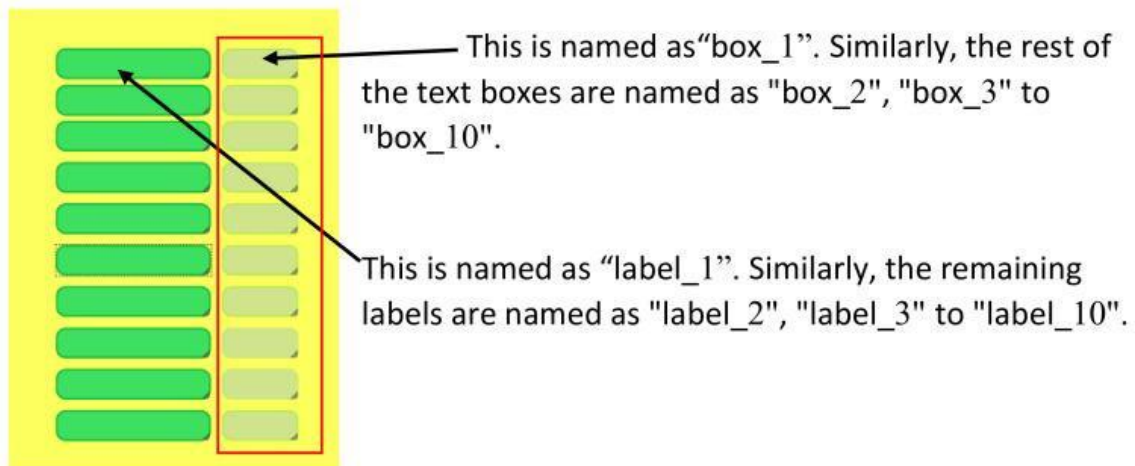 This is named as“box_1”. Similarly, the rest of
the text boxes are named as "box_2", "box_3" to
"box_10".
This is named as “label_1”. Similarly, the remaining
labels are named as "label_2", "label_3" to "label_10".